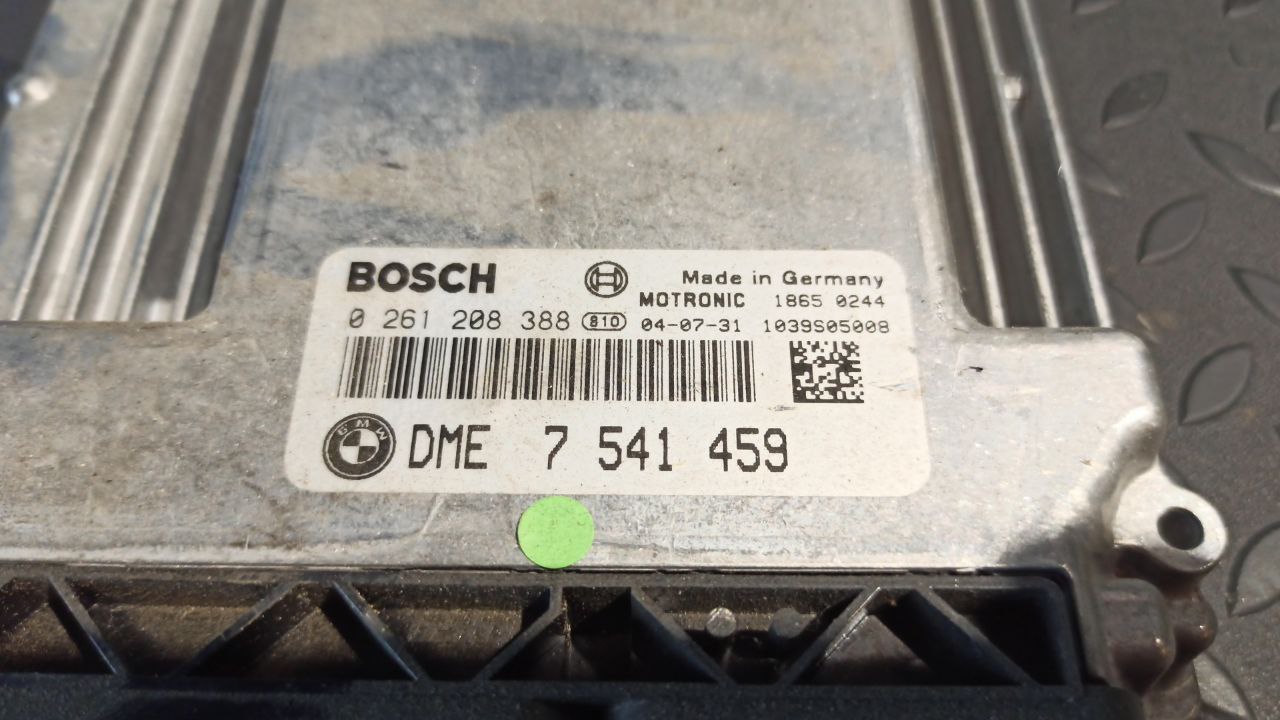 BOSCH
Made in Germany
MOTRONIC 1865 0244
0 261 208 388 810 04-07-31 1039S05008
BMW DME 7 541 459